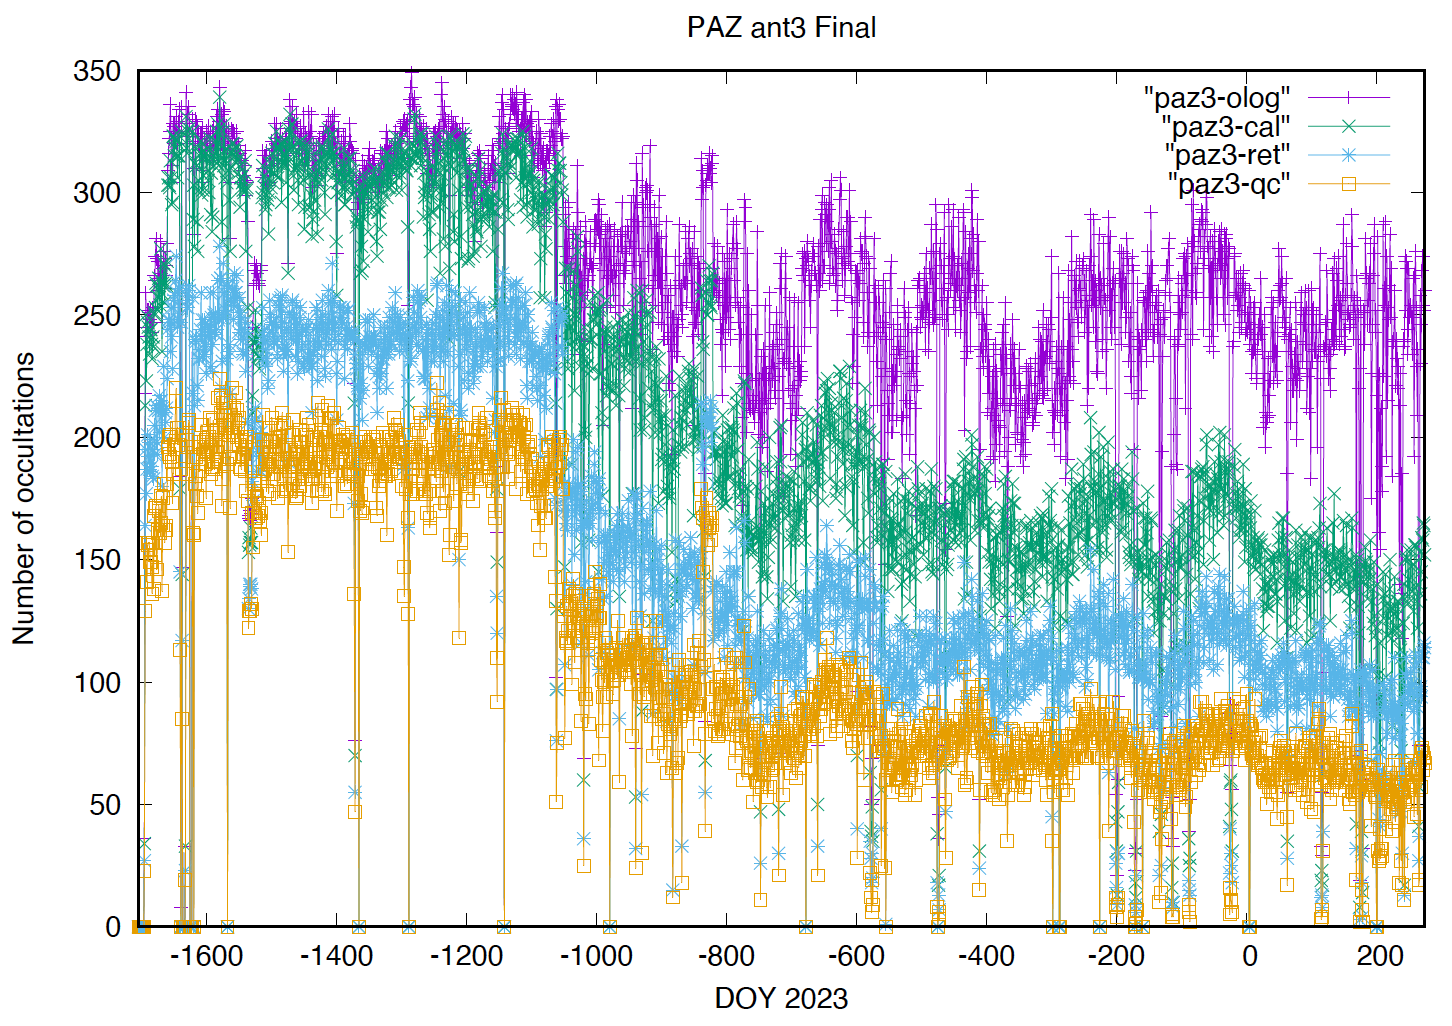 PAZ ant3 Final
350
300
250
200
150
100
50
0
Number of occultations
"paz3-olog"
"paz3-cal"
"paz3-ret"
"paz3-qc"
-1600 -1400 -1200 -1000 -800 -600 -400 -200 0 200
DOY 2023